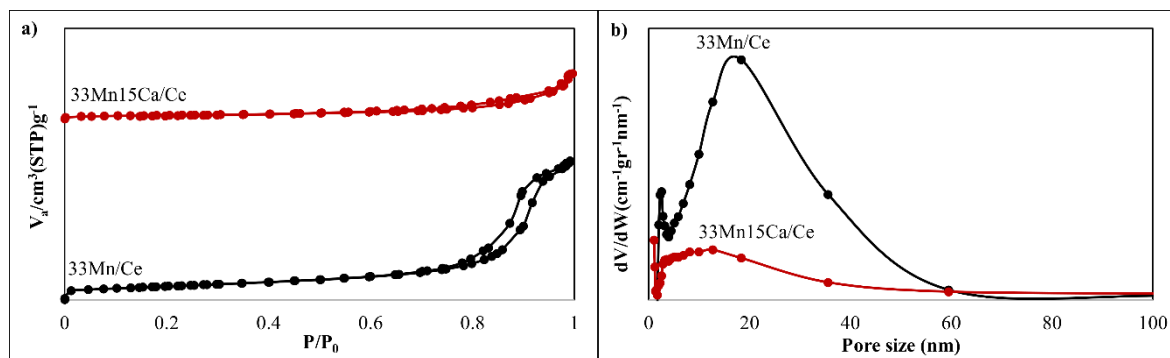 a)
33Mn15Ca/Ce
33Mn/Ce
Vₐ/cm³(STP)g⁻¹
0
0.2
0.4
0.6
0.8
1
P/P₀
b)
33Mn/Ce
33Mn15Ca/Ce
dV/dW(cm⁻¹gr⁻¹nm⁻¹)
0
20
40
60
80
100
Pore size (nm)